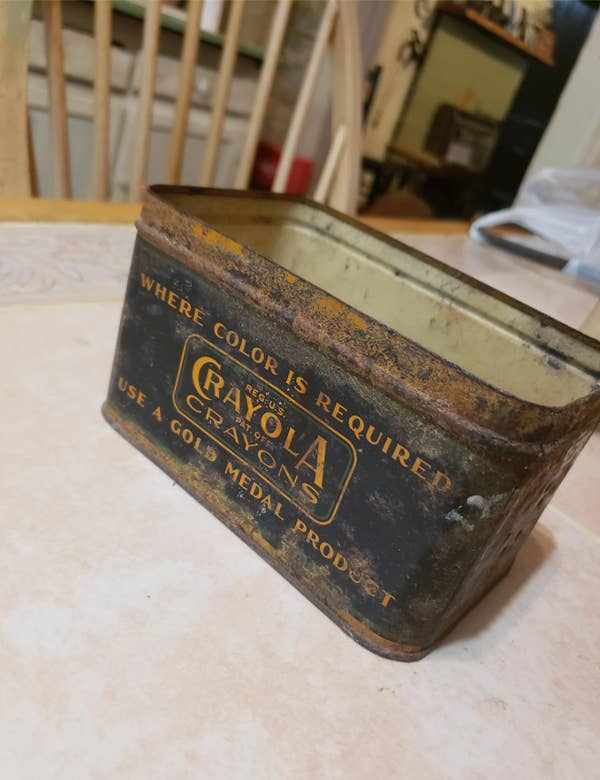 WHERE COLOR IS REQUIRED
CRAYOLA
REG. U.S.
PAT. OFF.
CRAYONS
USE A GOLD MEDAL PRODUCT